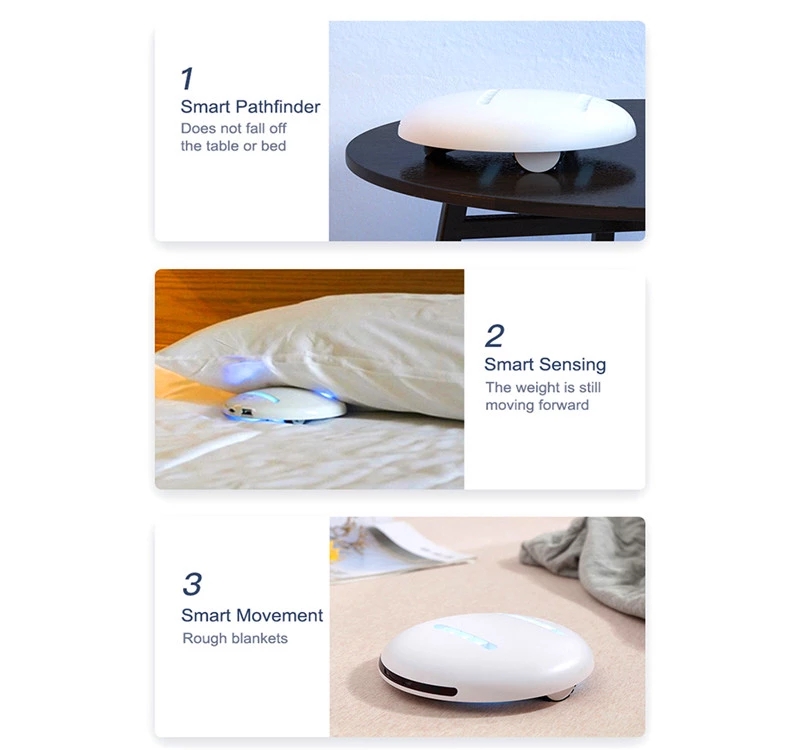 1
Smart Pathfinder
Does not fall off
the table or bed
2
Smart Sensing
The weight is still
moving forward
3
Smart Movement
Rough blankets